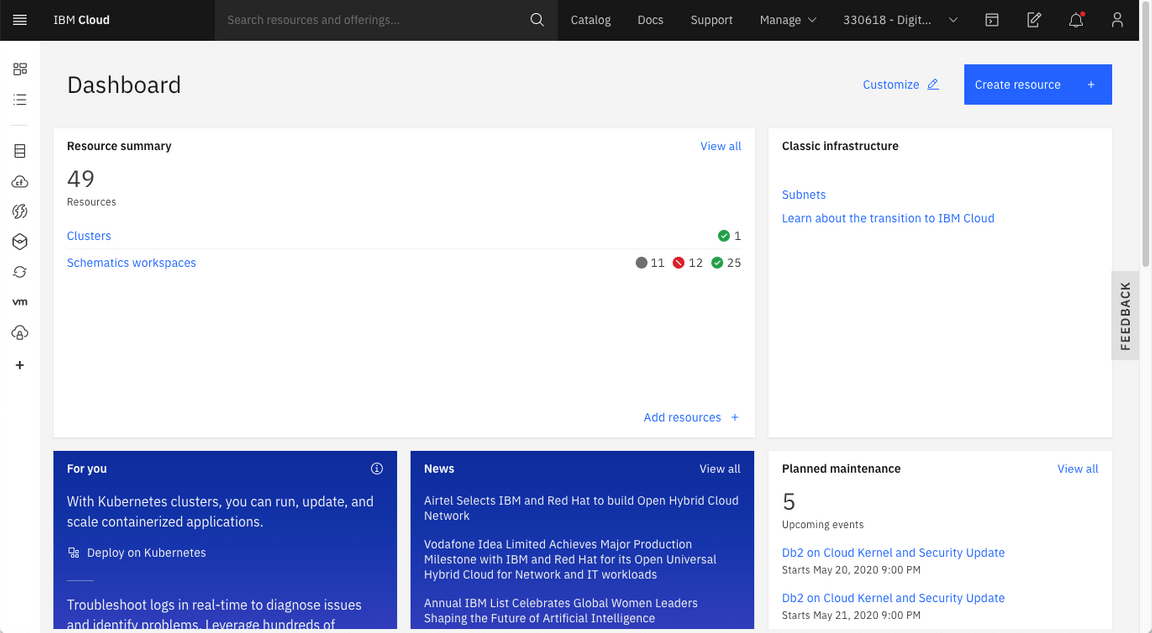 IBM Cloud
Search resources and offerings...
Catalog
Docs
Support
Manage
330618 - Digit...
Dashboard
Customize
Create resource +
Resource summary
View all
49
Resources
Clusters
1
Schematics workspaces
11 12 25
Add resources +
Classic infrastructure
Subnets
Learn about the transition to IBM Cloud
FEEDBACK
vm
+
For you
With Kubernetes clusters, you can run, update, and
scale containerized applications.
Deploy on Kubernetes
Troubleshoot logs in real-time to diagnose issues
and identify problems. Leverage hundreds of
News
View all
Airtel Selects IBM and Red Hat to build Open Hybrid Cloud
Network
Vodafone Idea Limited Achieves Major Production
Milestone with IBM and Red Hat for its Open Universal
Hybrid Cloud for Network and IT workloads
Annual IBM List Celebrates Global Women Leaders
Shaping the Future of Artificial Intelligence
Planned maintenance
View all
5
Upcoming events
Db2 on Cloud Kernel and Security Update
Starts May 20, 2020 9:00 PM
Db2 on Cloud Kernel and Security Update
Starts May 21, 2020 9:00 PM